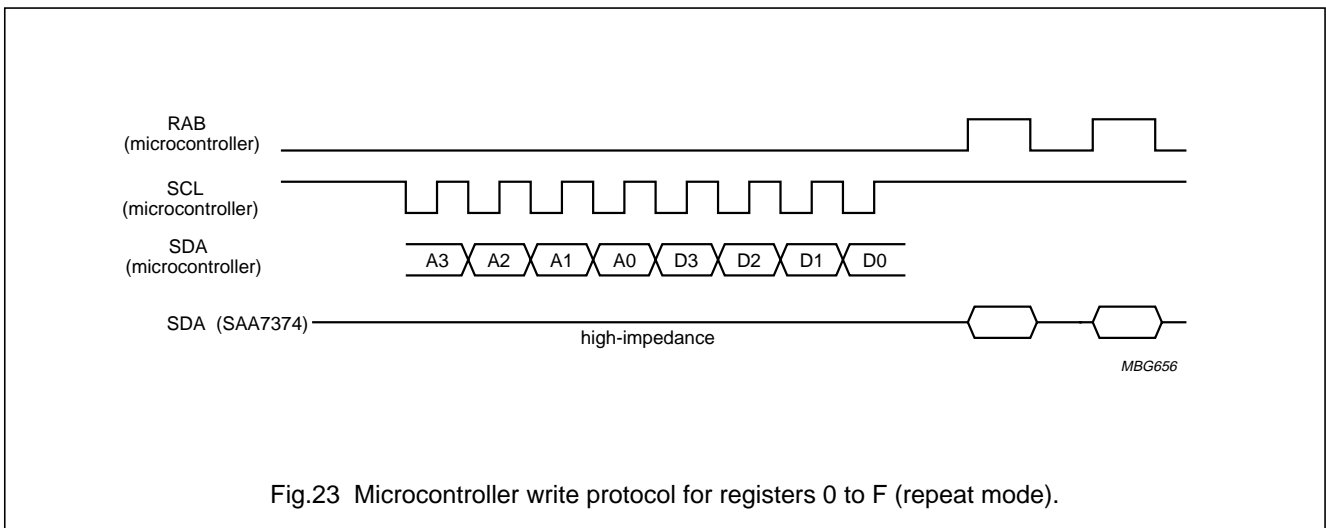 RAB
(microcontroller)
SCL
(microcontroller)
SDA
(microcontroller)
A3 A2 A1 A0 D3 D2 D1 D0
SDA (SAA7374)
high-impedance
MBG656
Fig.23 Microcontroller write protocol for registers 0 to F (repeat mode).